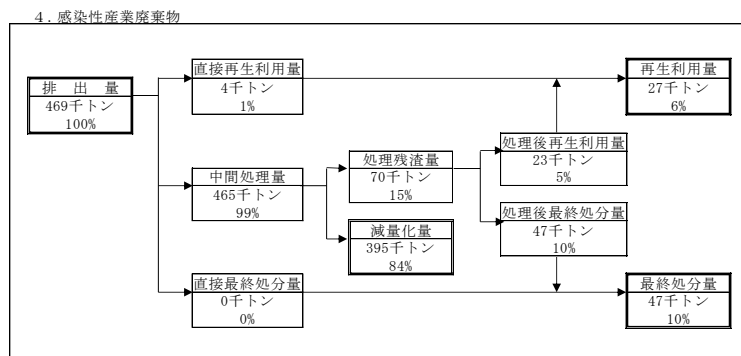 4．感染性産業廃棄物
直接再生利用量
4千トン
1%
再生利用量
27千トン
6%
排出量
469千トン
100%
処理後再生利用量
23千トン
5%
処理残渣量
70千トン
15%
中間処理量
465千トン
99%
処理後最終処分量
47千トン
10%
減量化量
395千トン
84%
直接最終処分量
0千トン
0%
最終処分量
47千トン
10%